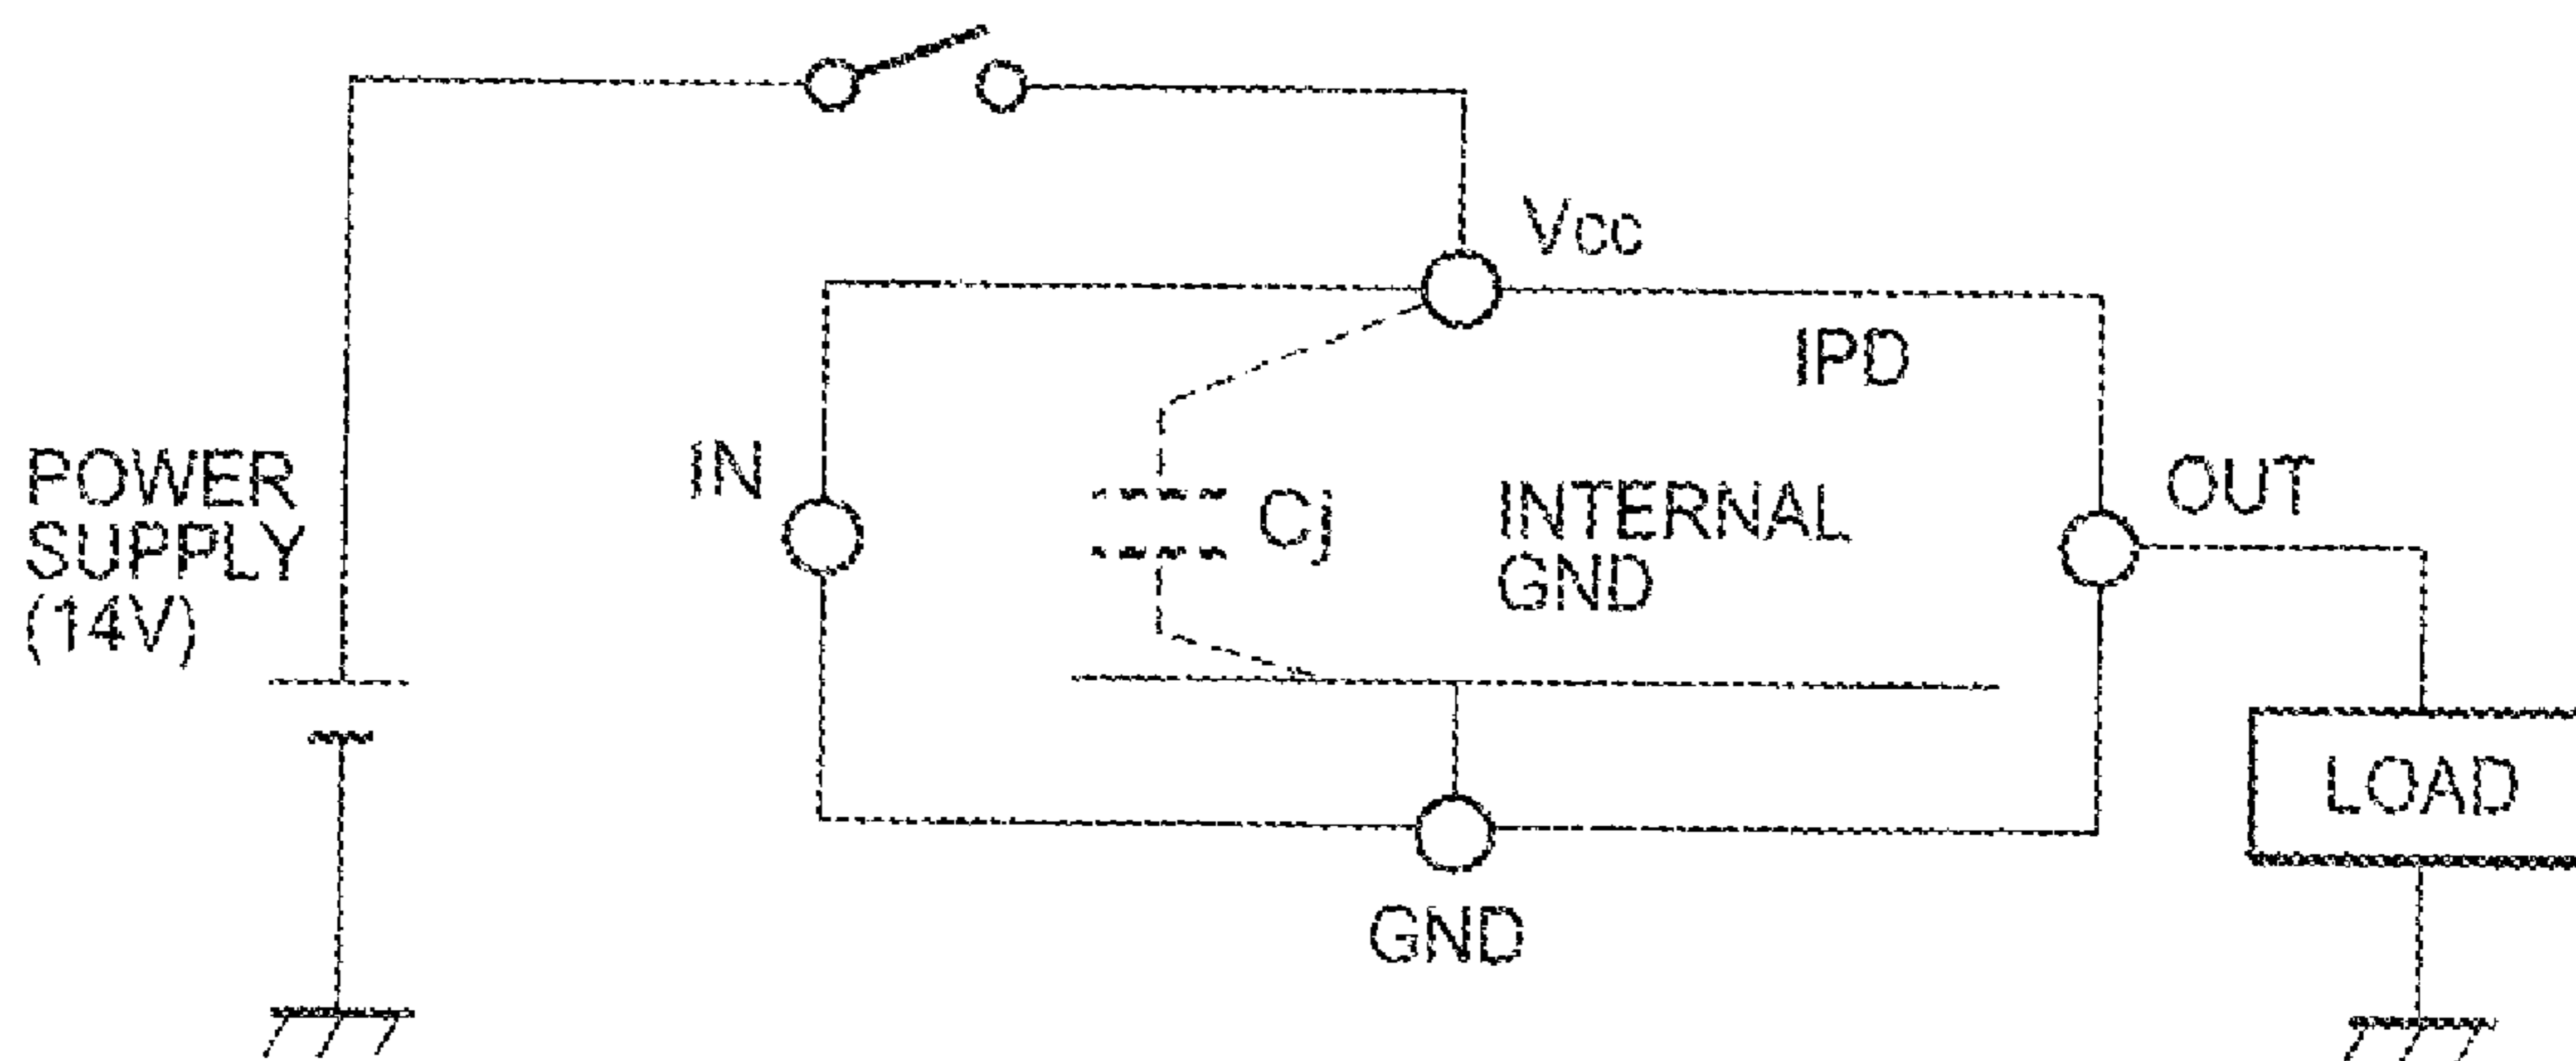 Vcc
IPD
IN
POWER
SUPPLY
(14V)
Cj
INTERNAL
GND
OUT
LOAD
GND